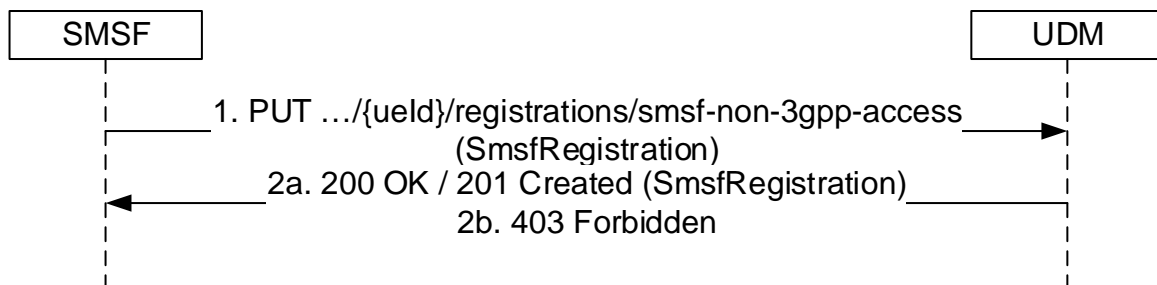 SMSF
UDM
1. PUT …/{ueId}/registrations/smsf-non-3gpp-access
(SmsfRegistration)
2a. 200 OK / 201 Created (SmsfRegistration)
2b. 403 Forbidden